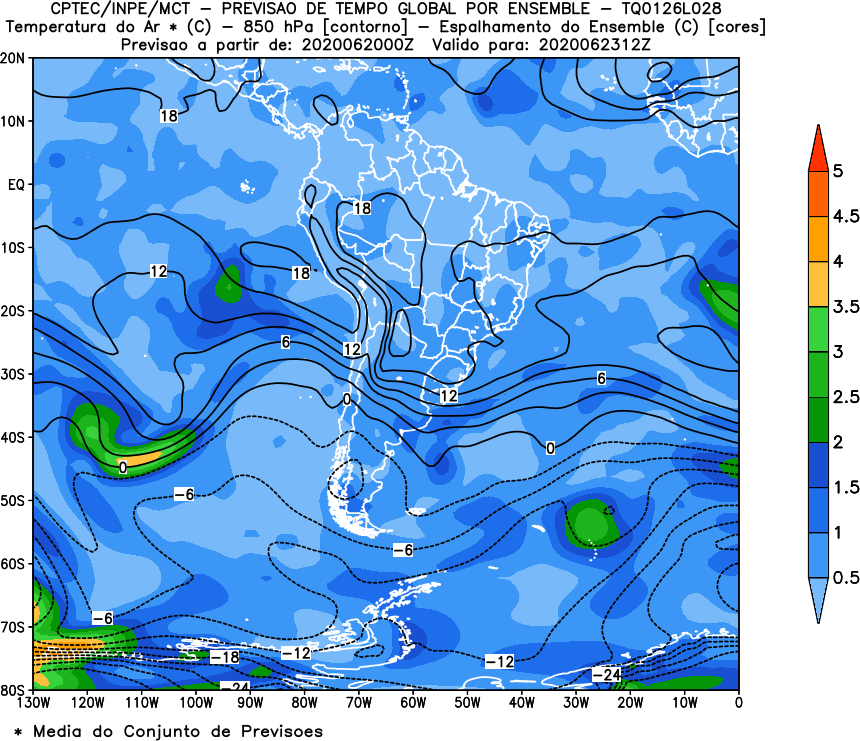 CPTEC/INPE/MCT - PREVISAO DE TEMPO GLOBAL POR ENSEMBLE - TQ0126L028
Temperatura do Ar * (C) - 850 hPa [contorno] - Espalhamento do Ensemble (C) [cores]
Previsao a partir de: 2020062000Z Valido para: 2020062312Z
20N
18
10N
EQ
18
5
10S
4.5
12
18
4
20S
3.5
6
12
3
30S
6
2.5
0
12
40S
2
0
0
1.5
-6
50S
1
-6
60S
0.5
-6
70S
-18
-12
-12
-24
-24
80S
130W 120W 110W 100W 90W 80W 70W 60W 50W 40W 30W 20W 10W 0
* Media do Conjunto de Previsoes